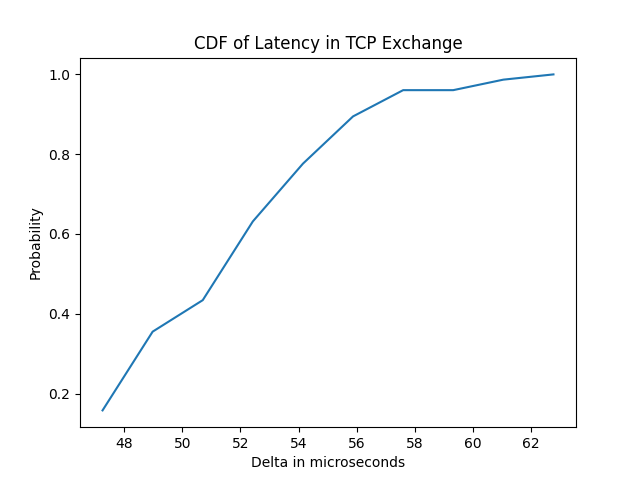 CDF of Latency in TCP Exchange
1.0
0.8
0.6
0.4
0.2
Probability
48 50 52 54 56 58 60 62
Delta in microseconds